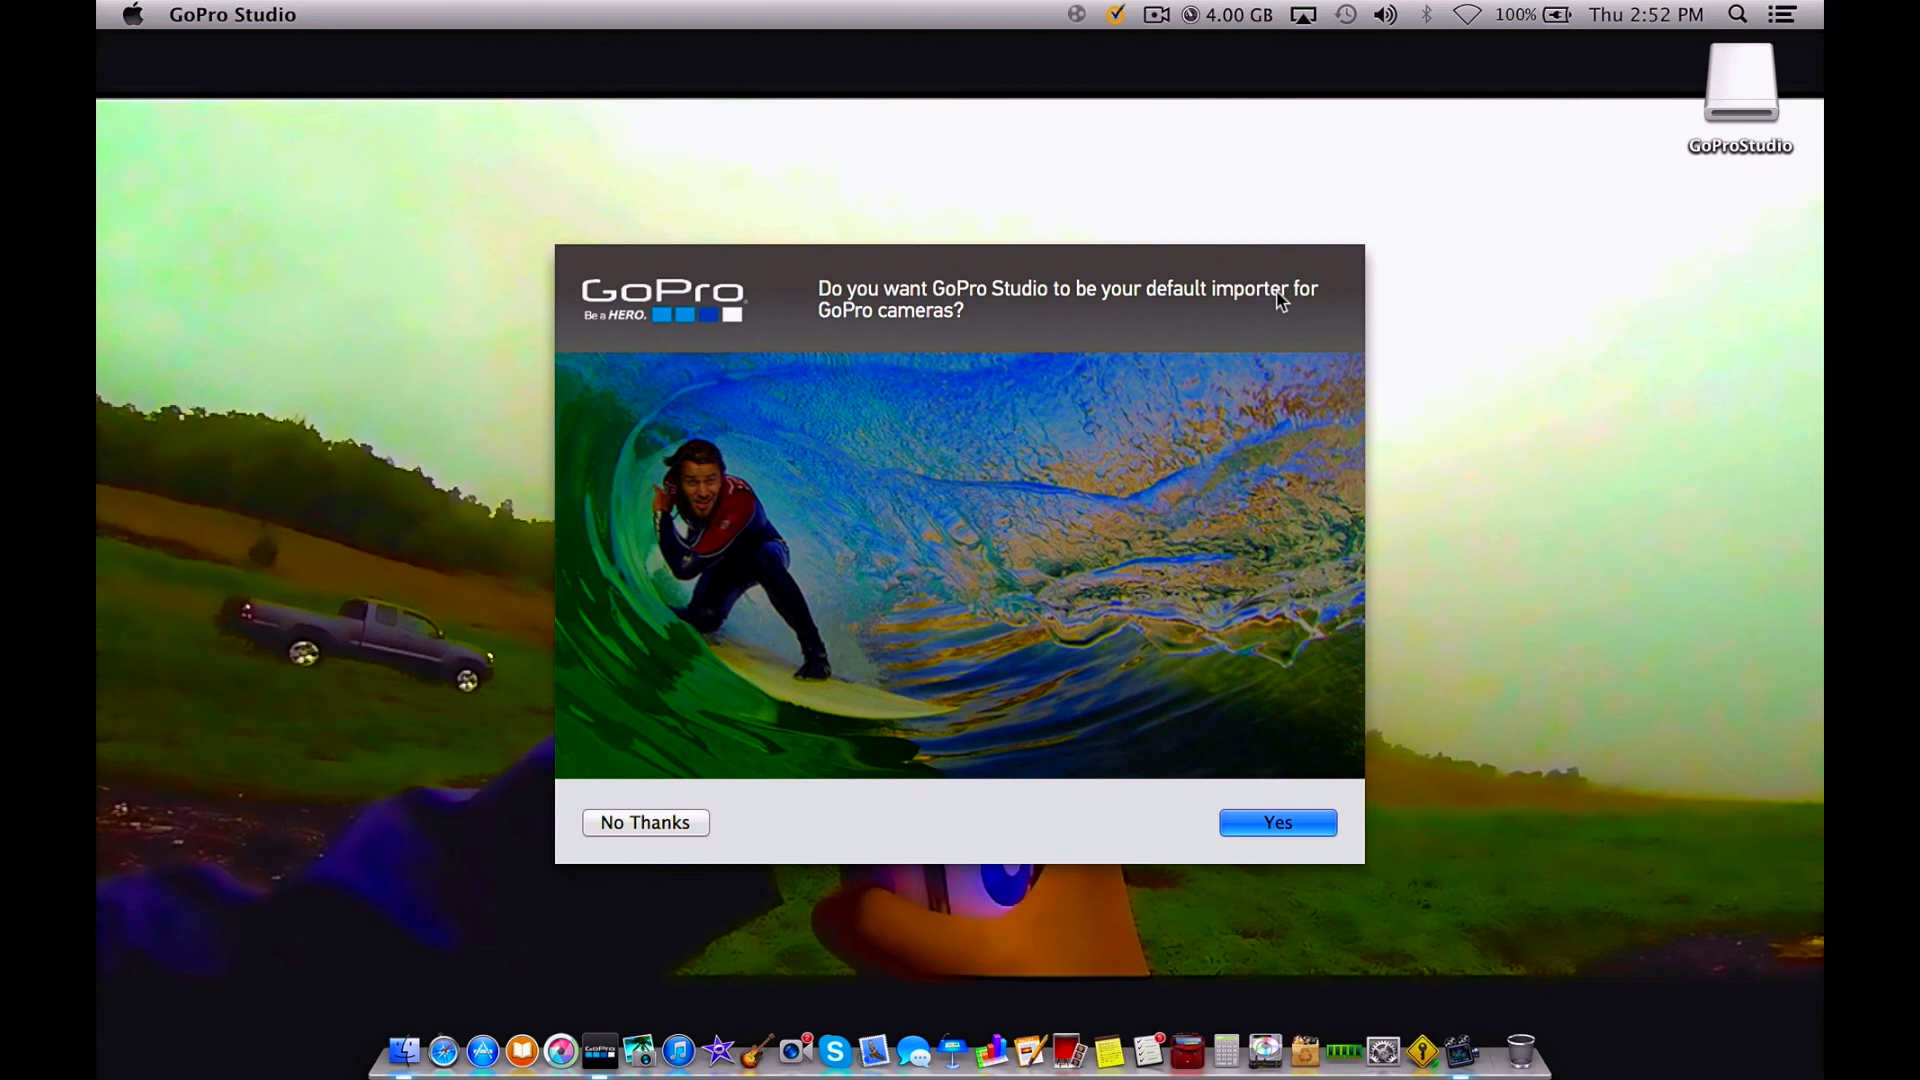 GoPro Studio
4.00 GB
100%
Thu 2:52 PM
GoProStudio
GoPro
Be a HERO.
Do you want GoPro Studio to be your default importer for
GoPro cameras?
No Thanks
Yes
GoPro